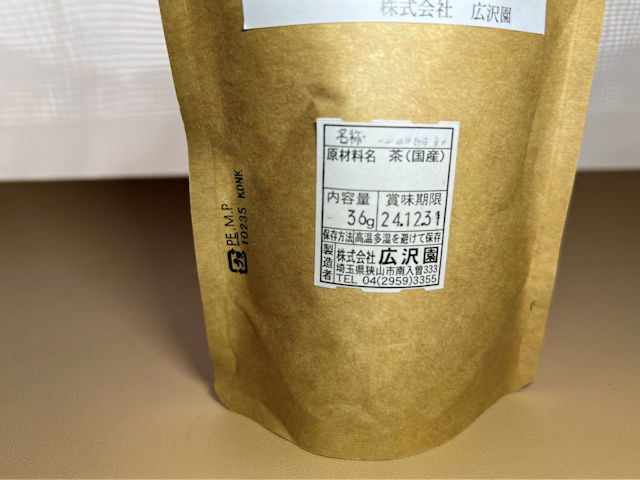 株式会社 広沢園
名称
原材料名 茶(国産)
内容量 賞味期限
36g 24.12.31
保存方法 高温多湿を避けて保存
製造者 株式会社 広沢園
埼玉県狭山市南入曽333
TEL 04(2959)3355
プラ PE,M,P
10235 KDNK